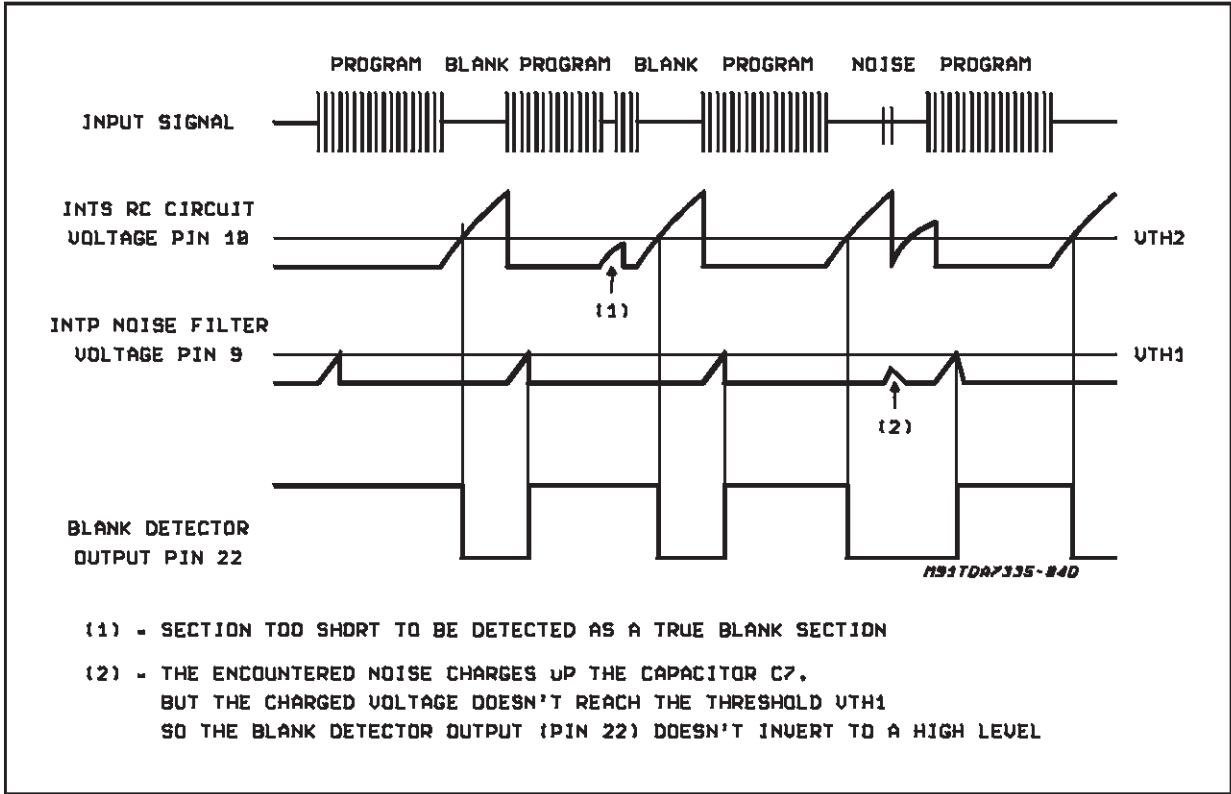 PROGRAM BLANK PROGRAM BLANK PROGRAM NOISE PROGRAM
INPUT SIGNAL
INTS RC CIRCUIT
VOLTAGE PIN 10
VTH2
(1)
INTP NOISE FILTER
VOLTAGE PIN 9
VTH1
(2)
BLANK DETECTOR
OUTPUT PIN 22
M91TDA7335-04D
(1) - SECTION TOO SHORT TO BE DETECTED AS A TRUE BLANK SECTION
(2) - THE ENCOUNTERED NOISE CHARGES UP THE CAPACITOR C7.
BUT THE CHARGED VOLTAGE DOESN'T REACH THE THRESHOLD VTH1
SO THE BLANK DETECTOR OUTPUT (PIN 22) DOESN'T INVERT TO A HIGH LEVEL